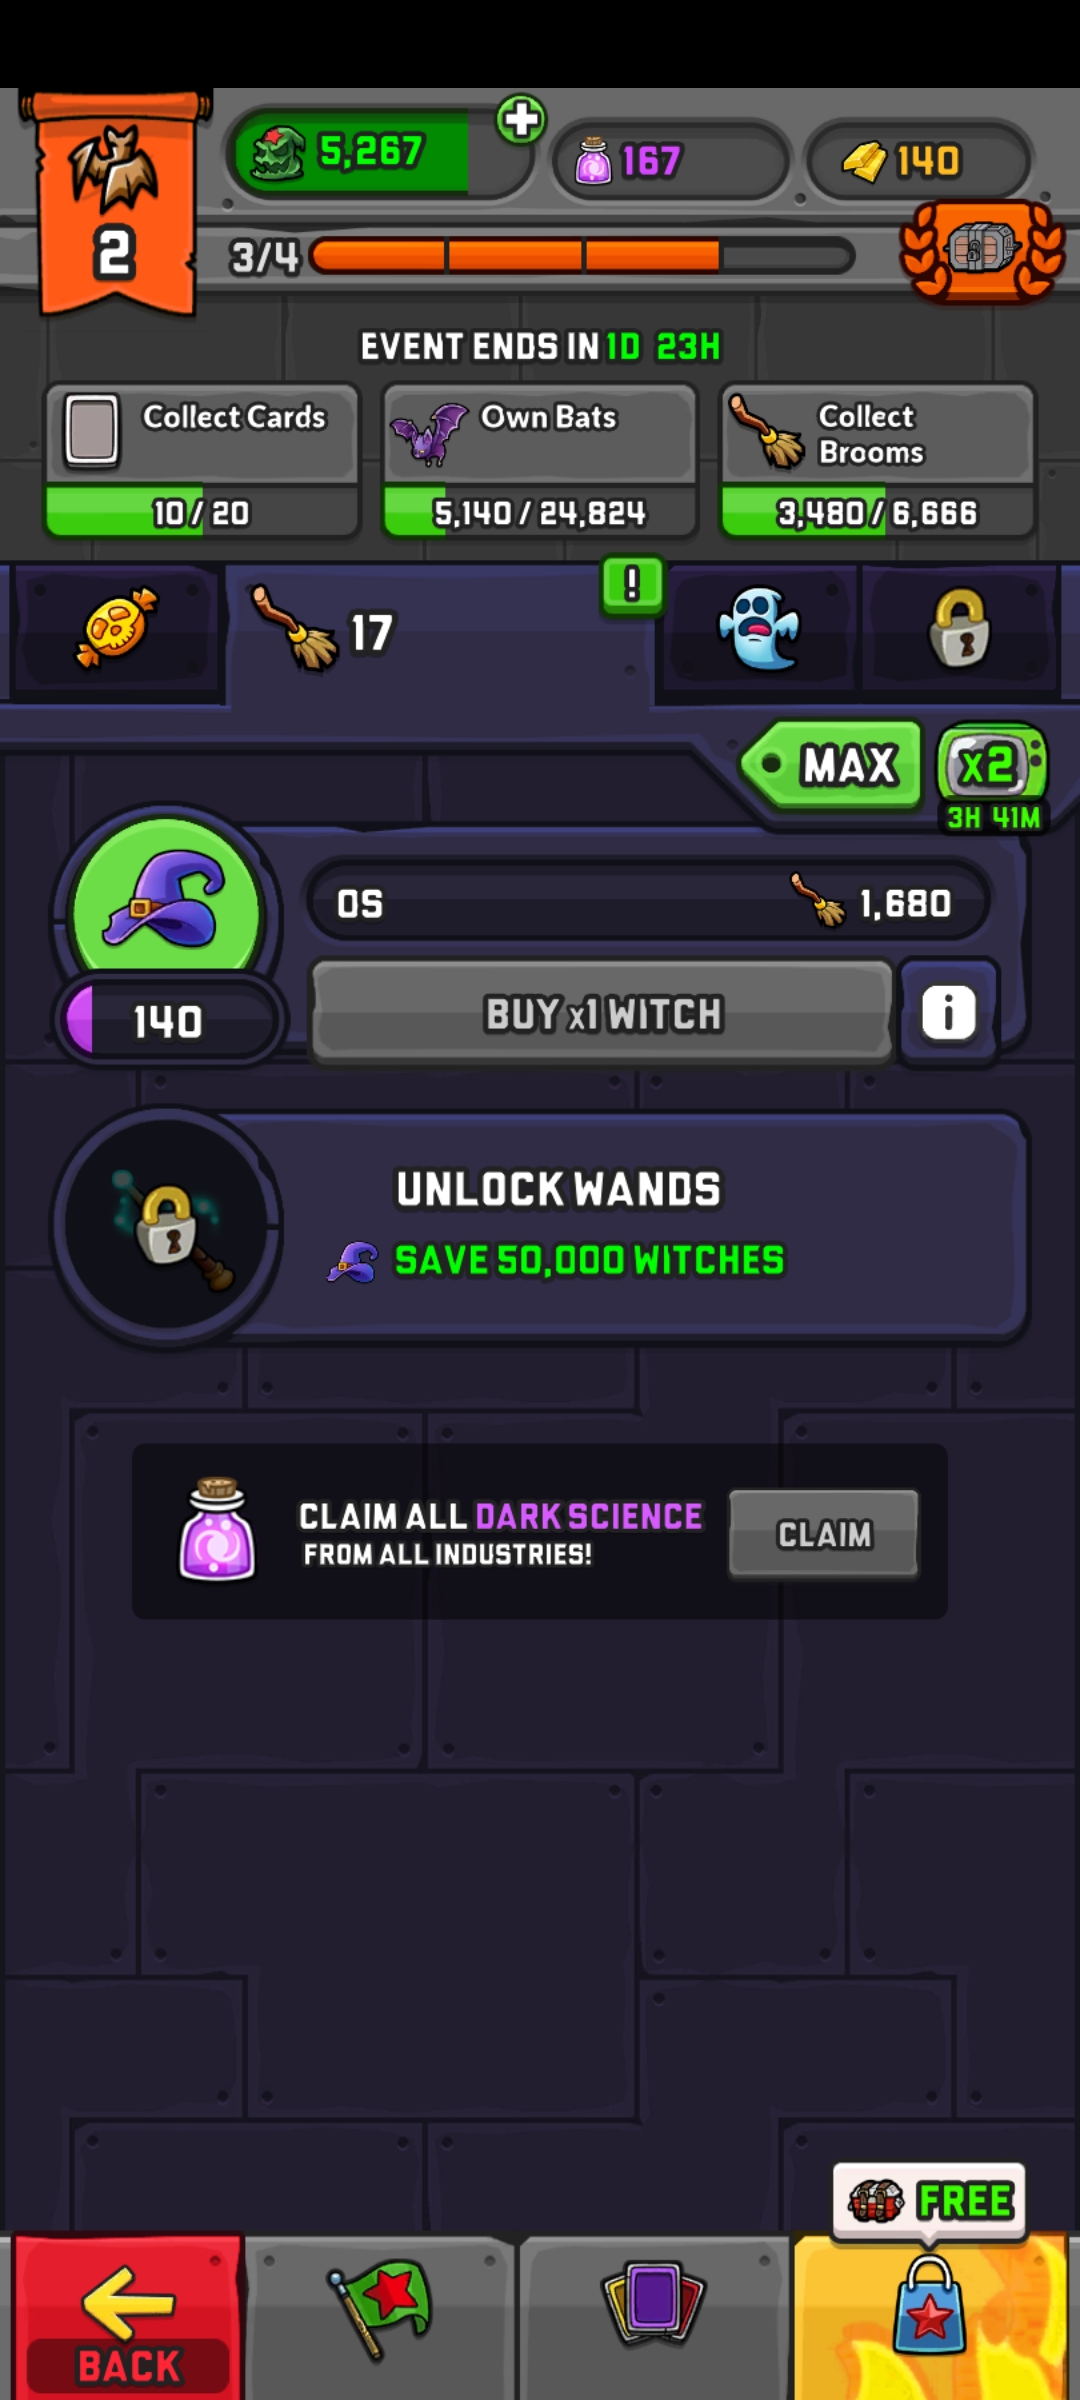 5,267
167
140
2
3/4
EVENT ENDS IN 1D 23H
Collect Cards
10/20
Own Bats
5,140/24,824
Collect
Brooms
3,480/6,666
17
!
MAX
x2
3H 41M
0S
1,680
140
BUY x1 WITCH
i
UNLOCK WANDS
SAVE 50,000 WITCHES
CLAIM ALL DARK SCIENCE
FROM ALL INDUSTRIES!
CLAIM
FREE
BACK